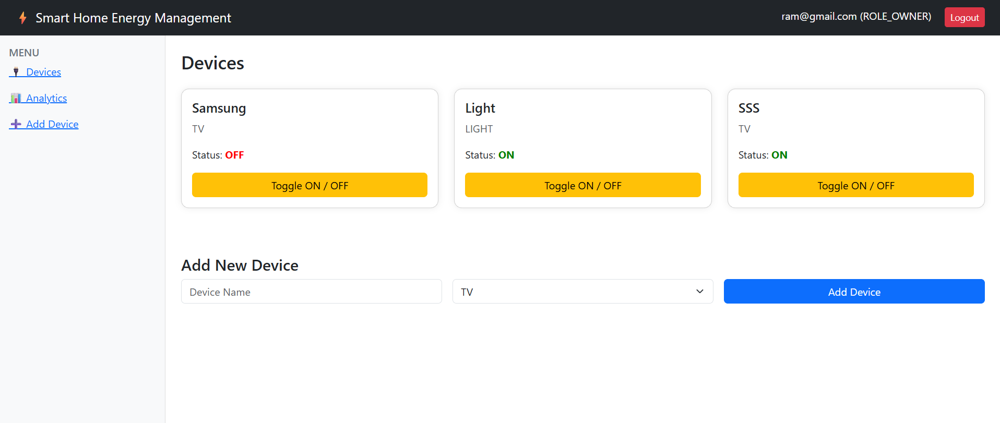 Smart Home Energy Management
ram@gmail.com (ROLE_OWNER)
Logout
MENU
Devices
Analytics
Add Device
Devices
Samsung
TV
Status: OFF
Toggle ON / OFF
Light
LIGHT
Status: ON
Toggle ON / OFF
SSS
TV
Status: ON
Toggle ON / OFF
Add New Device
Device Name
TV
Add Device